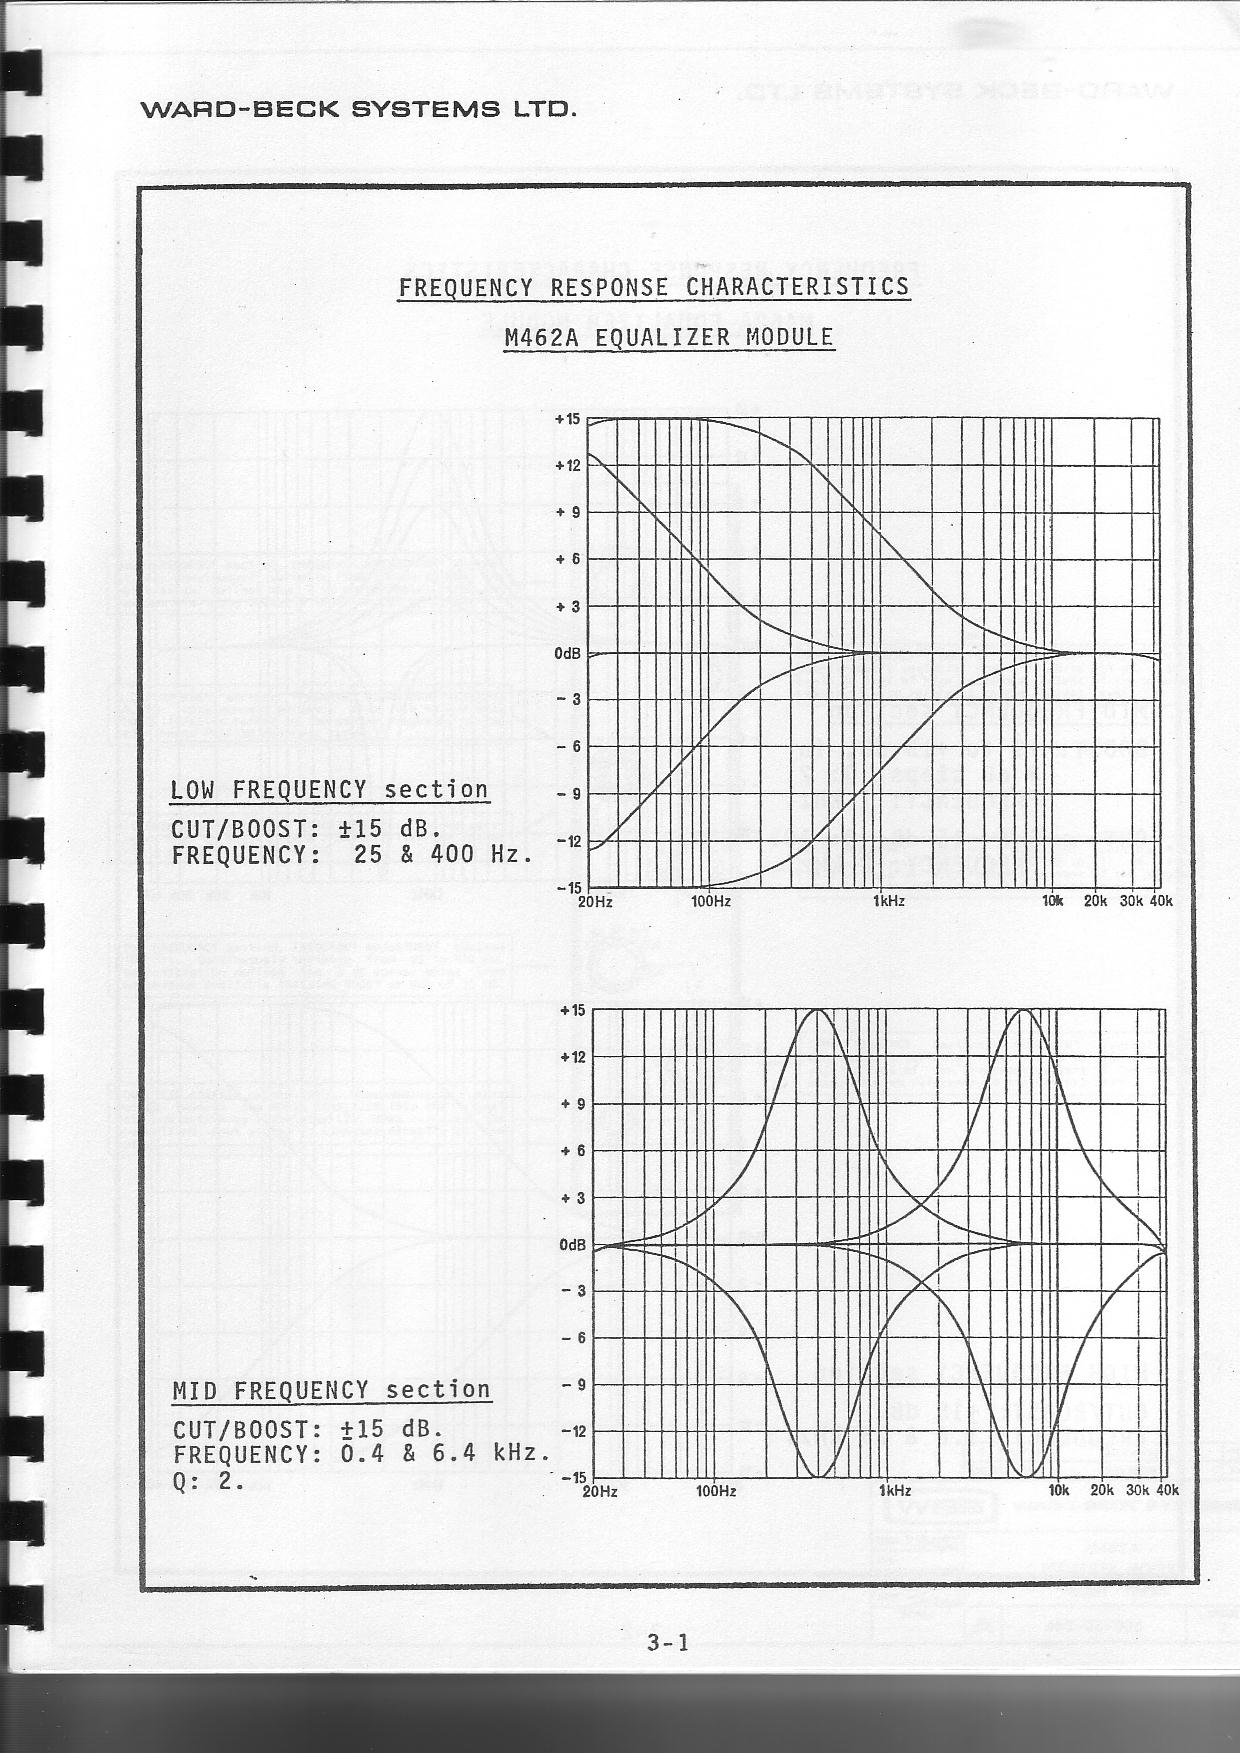 WARD-BECK SYSTEMS LTD.
FREQUENCY RESPONSE CHARACTERISTICS
M462A EQUALIZER MODULE
+15
+12
+ 9
+ 6
+ 3
0dB
- 3
- 6
- 9
-12
-15
20Hz 100Hz 1kHz 10k 20k 30k 40k
LOW FREQUENCY section
CUT/BOOST: ±15 dB.
FREQUENCY: 25 & 400 Hz.
+15
+12
+ 9
+ 6
+ 3
0dB
- 3
- 6
- 9
-12
-15
20Hz 100Hz 1kHz 10k 20k 30k 40k
MID FREQUENCY section
CUT/BOOST: ±15 dB.
FREQUENCY: 0.4 & 6.4 kHz.
Q: 2.
3-1